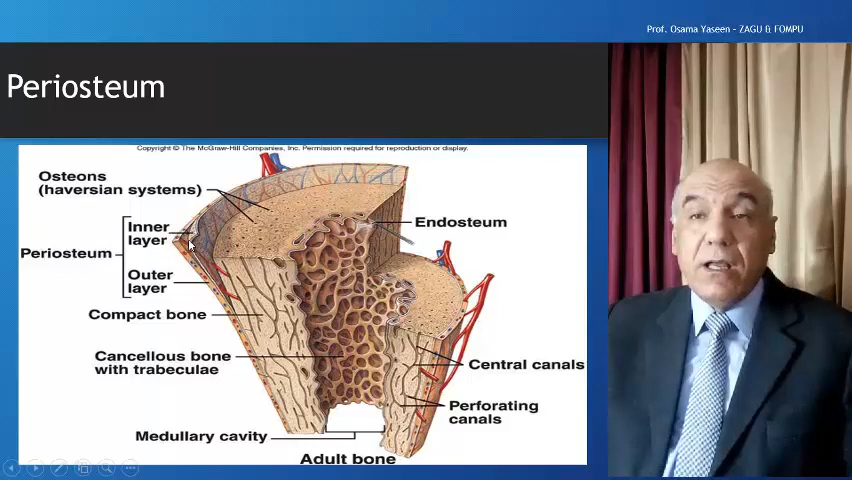 Prof. Osama Yaseen – ZAGU & FOMPU
Periosteum
Copyright © The McGraw-Hill Companies, Inc. Permission required for reproduction or display.
Osteons
(haversian systems)
Inner
layer
Periosteum
Outer
layer
Compact bone
Cancellous bone
with trabeculae
Medullary cavity
Endosteum
Central canals
Perforating
canals
Adult bone